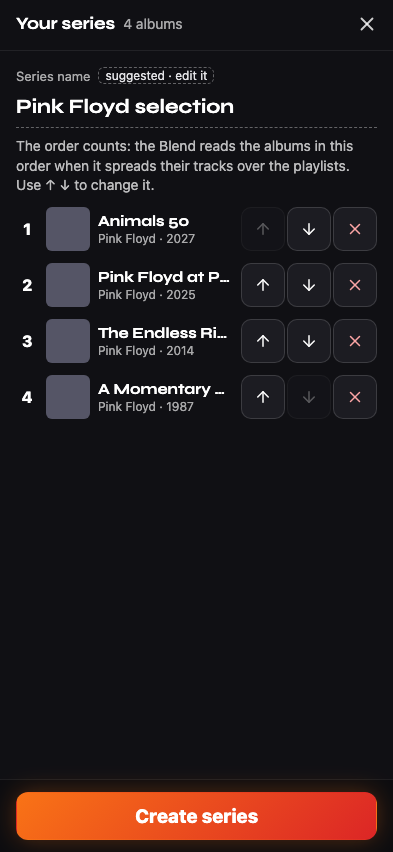 Your series 4 albums
Series name suggested · edit it
Pink Floyd selection
The order counts: the Blend reads the albums in this
order when it spreads their tracks over the playlists.
Use ↑ ↓ to change it.
1 Animals 50
Pink Floyd · 2027
2 Pink Floyd at P...
Pink Floyd · 2025
3 The Endless Ri...
Pink Floyd · 2014
4 A Momentary ...
Pink Floyd · 1987
Create series